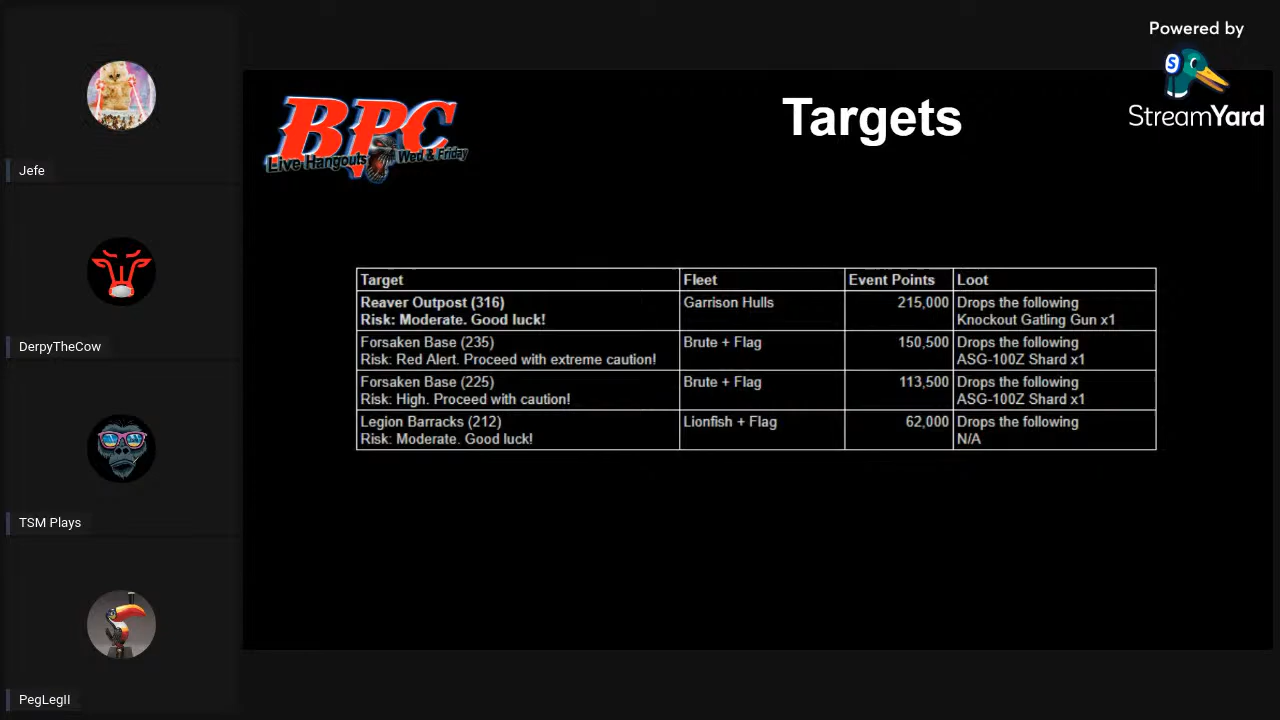 Powered by
StreamYard
Jefe
DerpyTheCow
TSM Plays
PegLegII
BPC
Live Hangouts Wed & Friday
Targets
Target Fleet Event Points Loot
Reaver Outpost (316) Garrison Hulls 215,000 Drops the following
Risk: Moderate. Good luck! Knockout Gatling Gun x1
Forsaken Base (235) Brute + Flag 150,500 Drops the following
Risk: Red Alert. Proceed with extreme caution! ASG-100Z Shard x1
Forsaken Base (225) Brute + Flag 113,500 Drops the following
Risk: High. Proceed with caution! ASG-100Z Shard x1
Legion Barracks (212) Lionfish + Flag 62,000 Drops the following
Risk: Moderate. Good luck! N/A